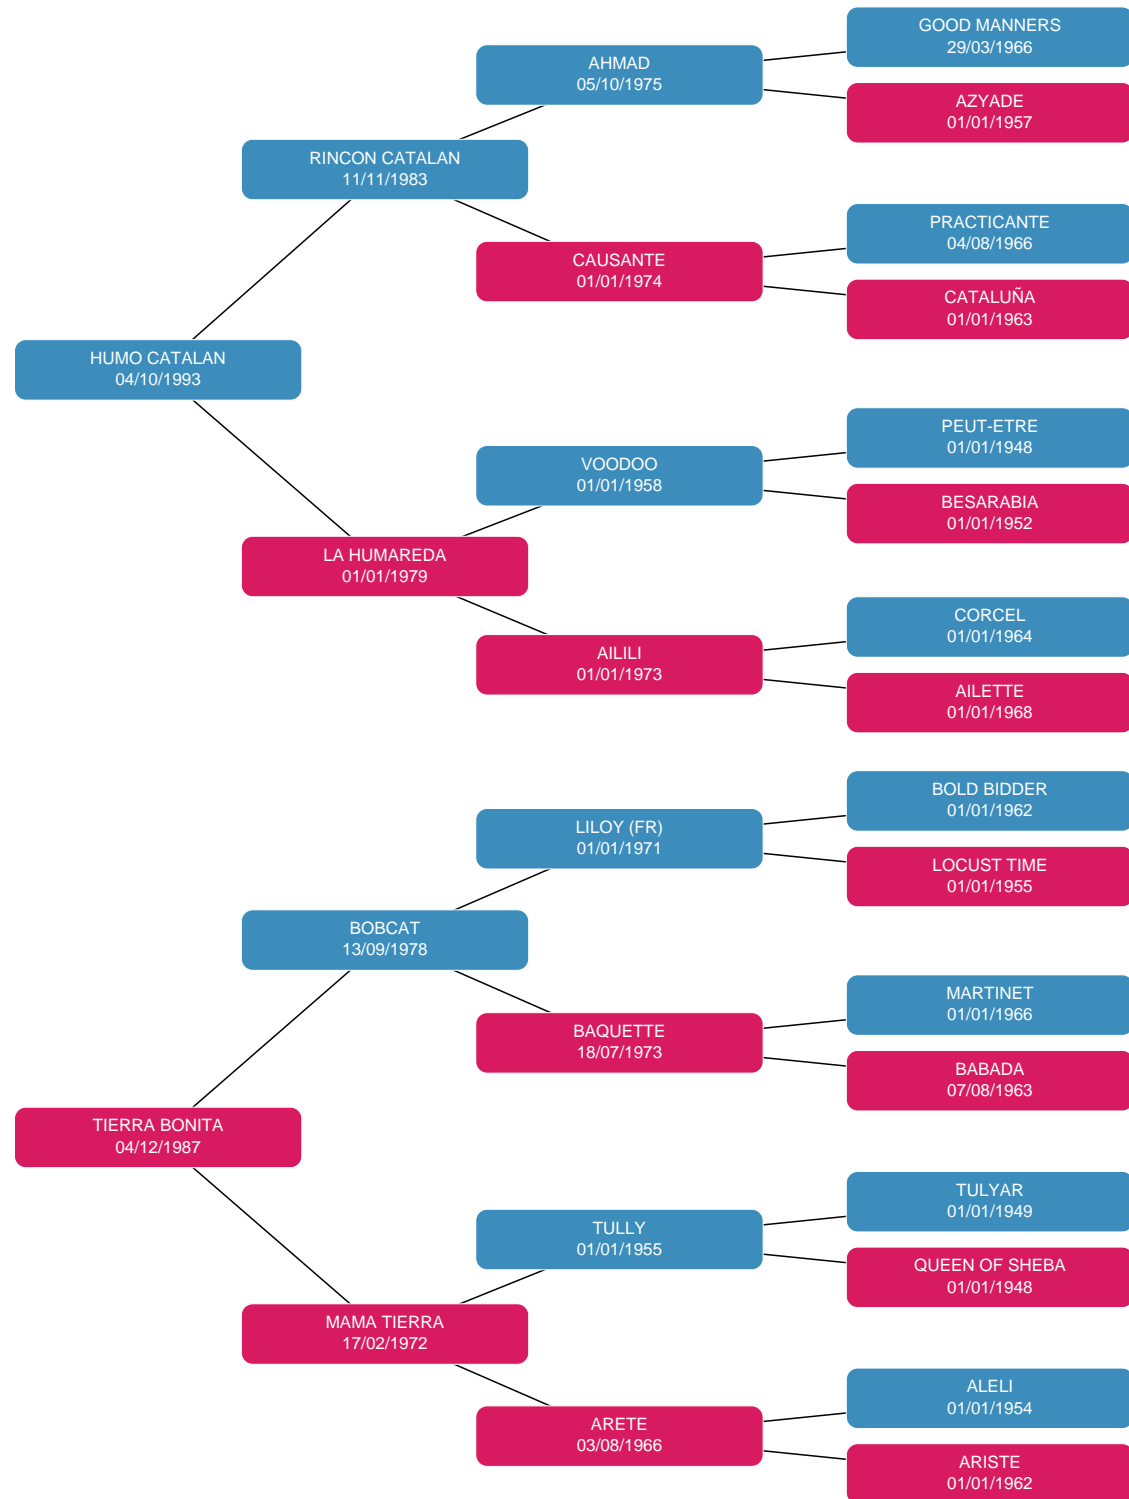 GOOD MANNERS
29/03/1966
AHMAD
05/10/1975
AZYADE
01/01/1957
RINCON CATALAN
11/11/1983
PRACTICANTE
04/08/1966
CAUSANTE
01/01/1974
CATALUÑA
01/01/1963
HUMO CATALAN
04/10/1993
PEUT-ETRE
01/01/1948
VOODOO
01/01/1958
BESARABIA
01/01/1952
LA HUMAREDA
01/01/1979
CORCEL
01/01/1964
AILILI
01/01/1973
AILETTE
01/01/1968
BOLD BIDDER
01/01/1962
LILOY (FR)
01/01/1971
LOCUST TIME
01/01/1955
BOBCAT
13/09/1978
MARTINET
01/01/1966
BAQUETTE
18/07/1973
BABADA
07/08/1963
TIERRA BONITA
04/12/1987
TULYAR
01/01/1949
TULLY
01/01/1955
QUEEN OF SHEBA
01/01/1948
MAMA TIERRA
17/02/1972
ALELI
01/01/1954
ARETE
03/08/1966
ARISTE
01/01/1962